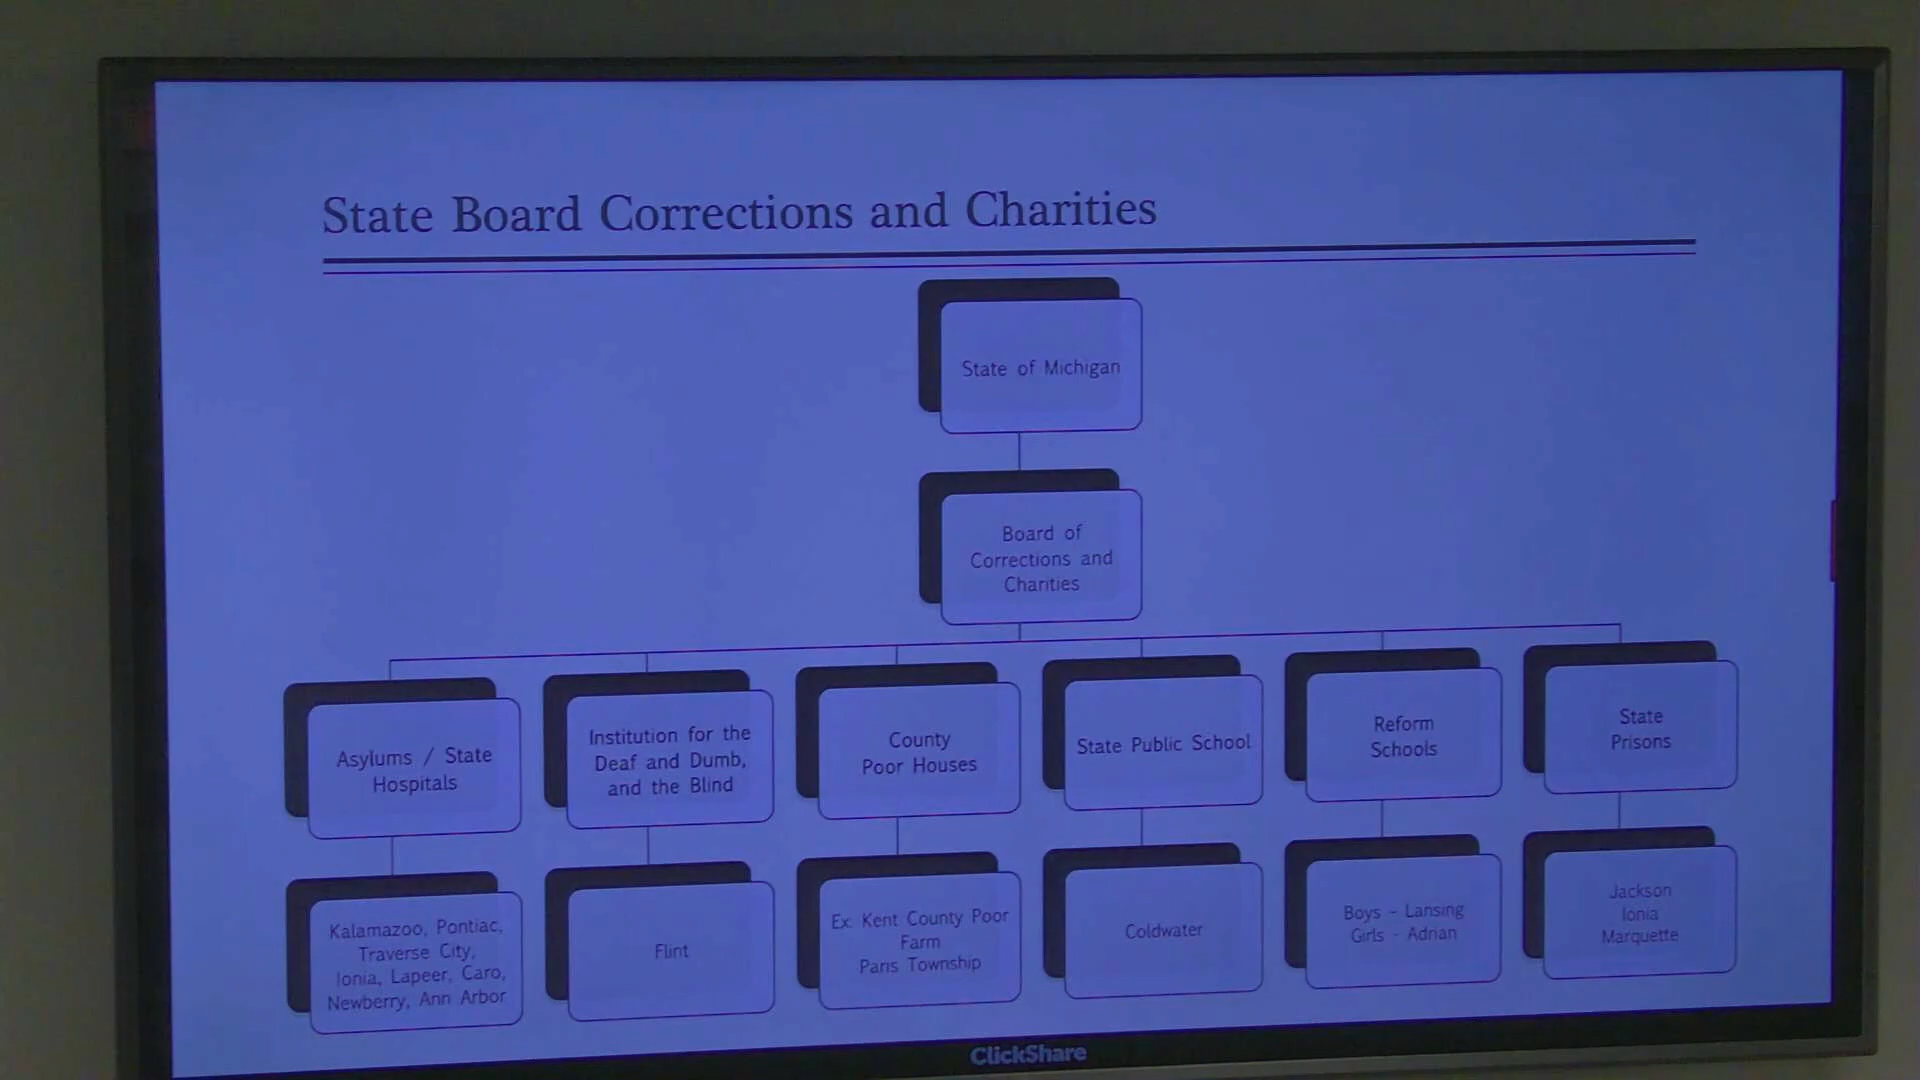 State Board Corrections and Charities
State of Michigan
Board of
Corrections and
Charities
Asylums / State
Hospitals
Institution for the
Deaf and Dumb,
and the Blind
County
Poor Houses
State Public School
Reform
Schools
State
Prisons
Kalamazoo, Pontiac,
Traverse City,
Ionia, Lapeer, Caro,
Newberry, Ann Arbor
Flint
Ex: Kent County Poor
Farm
Paris Township
Coldwater
Boys - Lansing
Girls - Adrian
Jackson
Ionia
Marquette
ClickShare